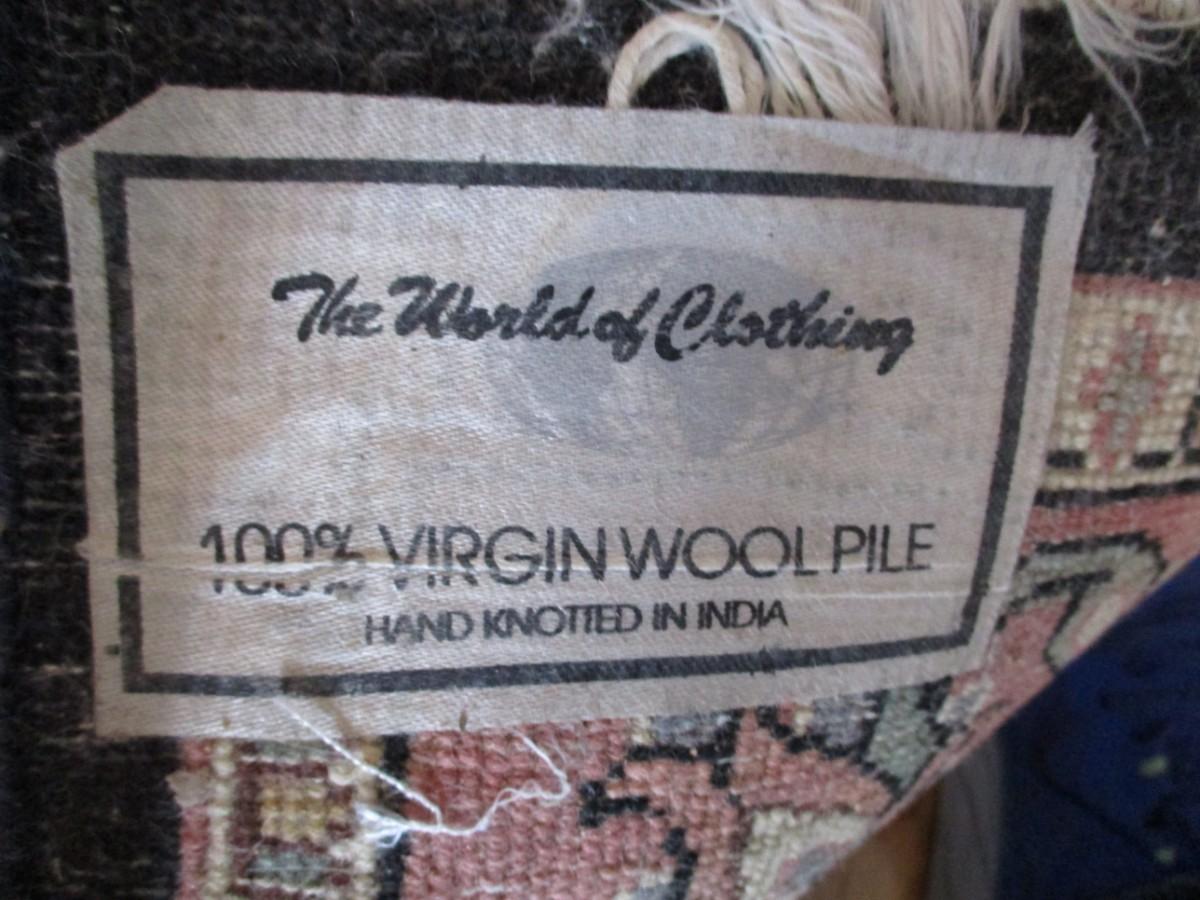 The World of Clothing
100% VIRGIN WOOL PILE
HAND KNOTTED IN INDIA